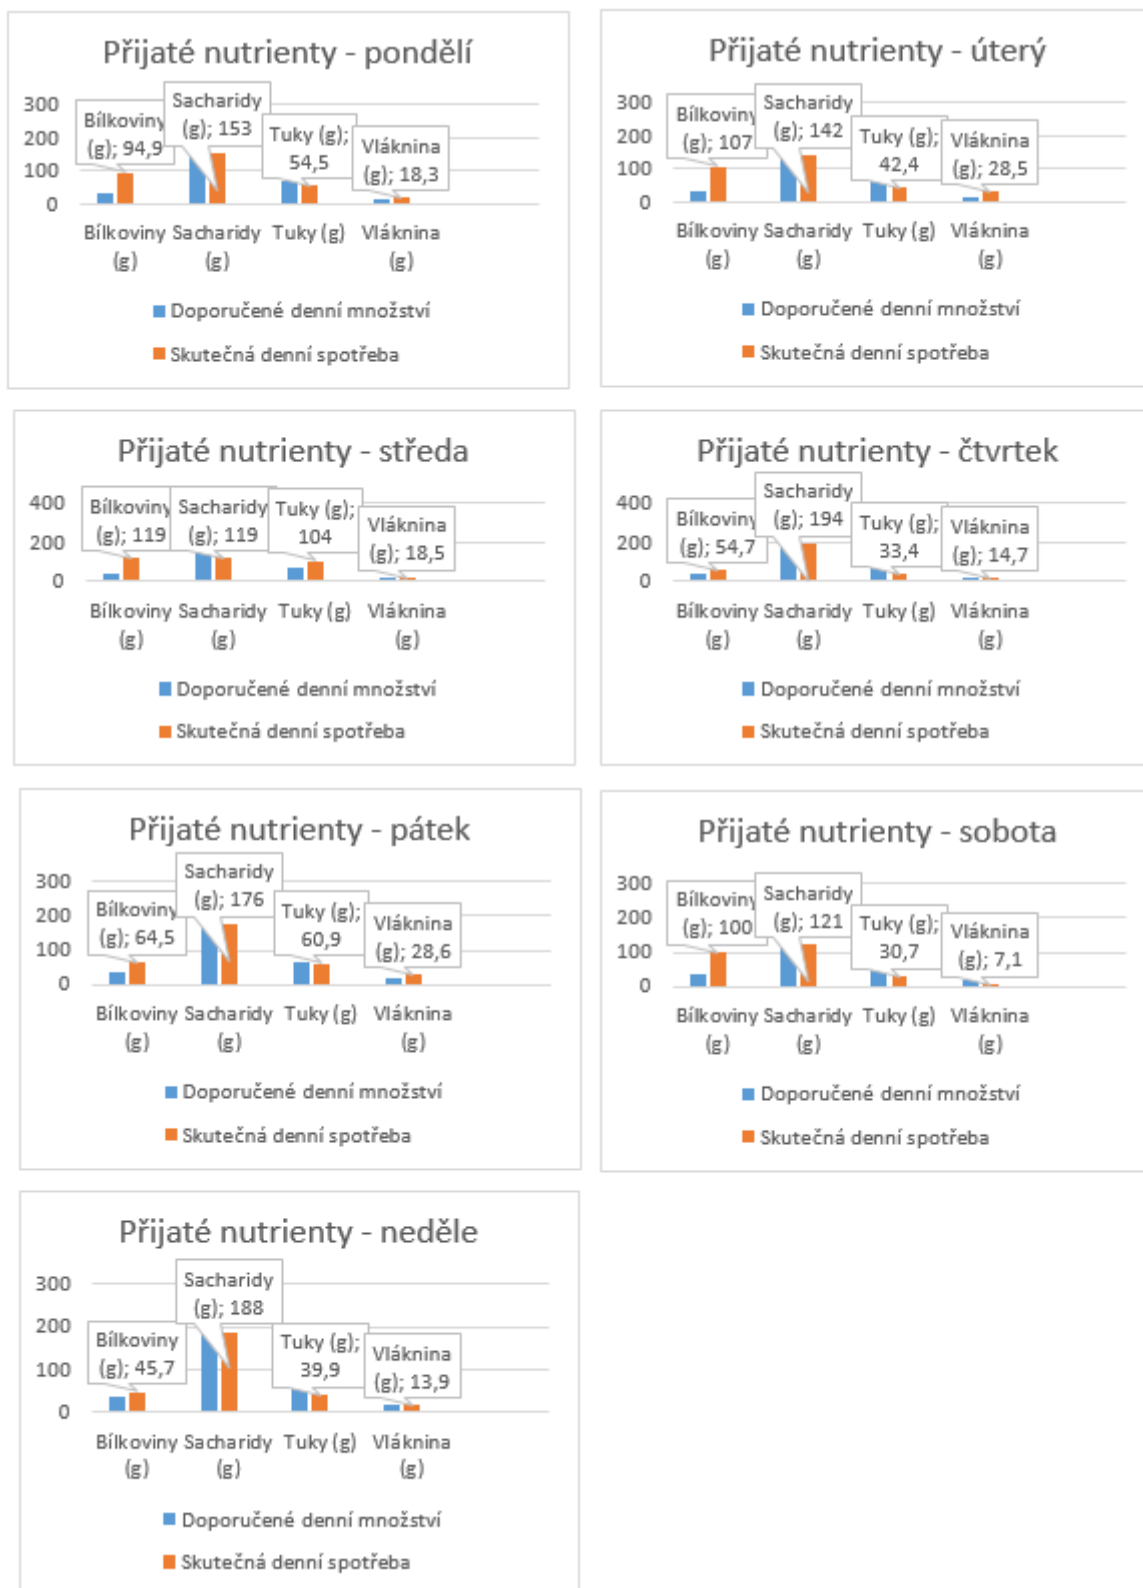 Přijaté nutrienty - pondělí
300
200
100
0
Bílkoviny
(g); 94,9
Sacharidy
(g); 153
Tuky (g);
54,5
Vláknina
(g); 18,3
Bílkoviny
(g)
Sacharidy
(g)
Tuky (g)
Vláknina
(g)
Doporučené denní množství
Skutečná denní spotřeba
Přijaté nutrienty - úterý
300
200
100
0
Bílkoviny
(g); 107
Sacharidy
(g); 142
Tuky (g);
42,4
Vláknina
(g); 28,5
Bílkoviny
(g)
Sacharidy
(g)
Tuky (g)
Vláknina
(g)
Doporučené denní množství
Skutečná denní spotřeba
Přijaté nutrienty - středa
400
200
0
Bílkoviny
(g); 119
Sacharidy
(g); 119
Tuky (g);
104
Vláknina
(g); 18,5
Bílkoviny
(g)
Sacharidy
(g)
Tuky (g)
Vláknina
(g)
Doporučené denní množství
Skutečná denní spotřeba
Přijaté nutrienty - čtvrtek
400
200
0
Bílkoviny
(g); 54,7
Sacharidy
(g); 194
Tuky (g);
33,4
Vláknina
(g); 14,7
Bílkoviny
(g)
Sacharidy
(g)
Tuky (g)
Vláknina
(g)
Doporučené denní množství
Skutečná denní spotřeba
Přijaté nutrienty - pátek
300
200
100
0
Bílkoviny
(g); 64,5
Sacharidy
(g); 176
Tuky (g);
60,9
Vláknina
(g); 28,6
Bílkoviny
(g)
Sacharidy
(g)
Tuky (g)
Vláknina
(g)
Doporučené denní množství
Skutečná denní spotřeba
Přijaté nutrienty - sobota
300
200
100
0
Bílkoviny
(g); 100
Sacharidy
(g); 121
Tuky (g);
30,7
Vláknina
(g); 7,1
Bílkoviny
(g)
Sacharidy
(g)
Tuky (g)
Vláknina
(g)
Doporučené denní množství
Skutečná denní spotřeba
Přijaté nutrienty - neděle
300
200
100
0
Bílkoviny
(g); 45,7
Sacharidy
(g); 188
Tuky (g);
39,9
Vláknina
(g); 13,9
Bílkoviny
(g)
Sacharidy
(g)
Tuky (g)
Vláknina
(g)
Doporučené denní množství
Skutečná denní spotřeba